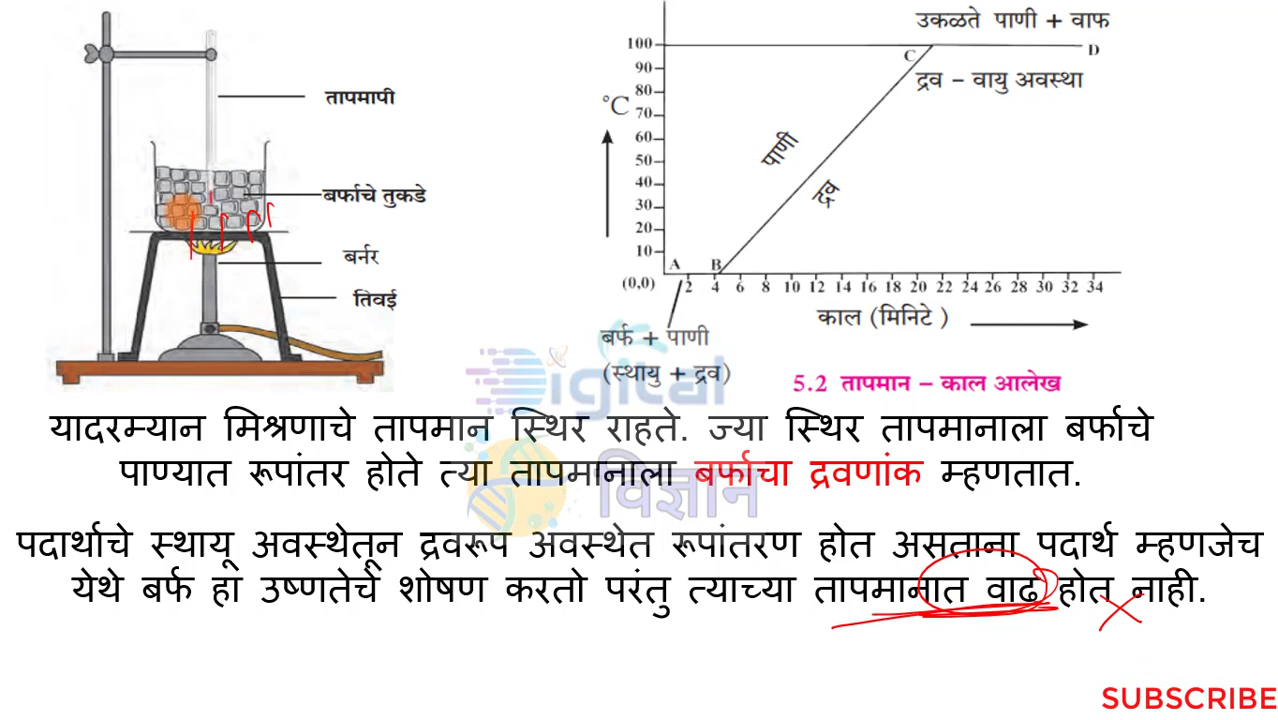 तापमापी
बर्फाचे तुकडे
बर्नर
तिवई
उकळते पाणी + वाफ
C
D
द्रव - वायु अवस्था
°C
100
90
80
70
60
50
40
30
20
10
पाणी
द्रव
A
B
(0,0)
2 4 6 8 10 12 14 16 18 20 22 24 26 28 30 32 34
काल (मिनिटे )
बर्फ + पाणी
(स्थायु + द्रव)
5.2 तापमान - काल आलेख
Digital
विज्ञान
यादरम्यान मिश्रणाचे तापमान स्थिर राहते. ज्या स्थिर तापमानाला बर्फाचे
पाण्यात रूपांतर होते त्या तापमानाला बर्फाचा द्रवणांक म्हणतात.
पदार्थाचे स्थायू अवस्थेतून द्रवरूप अवस्थेत रूपांतरण होत असताना पदार्थ म्हणजेच
येथे बर्फ हा उष्णतेचे शोषण करतो परंतु त्याच्या तापमानात वाढ होत नाही.
SUBSCRIBE